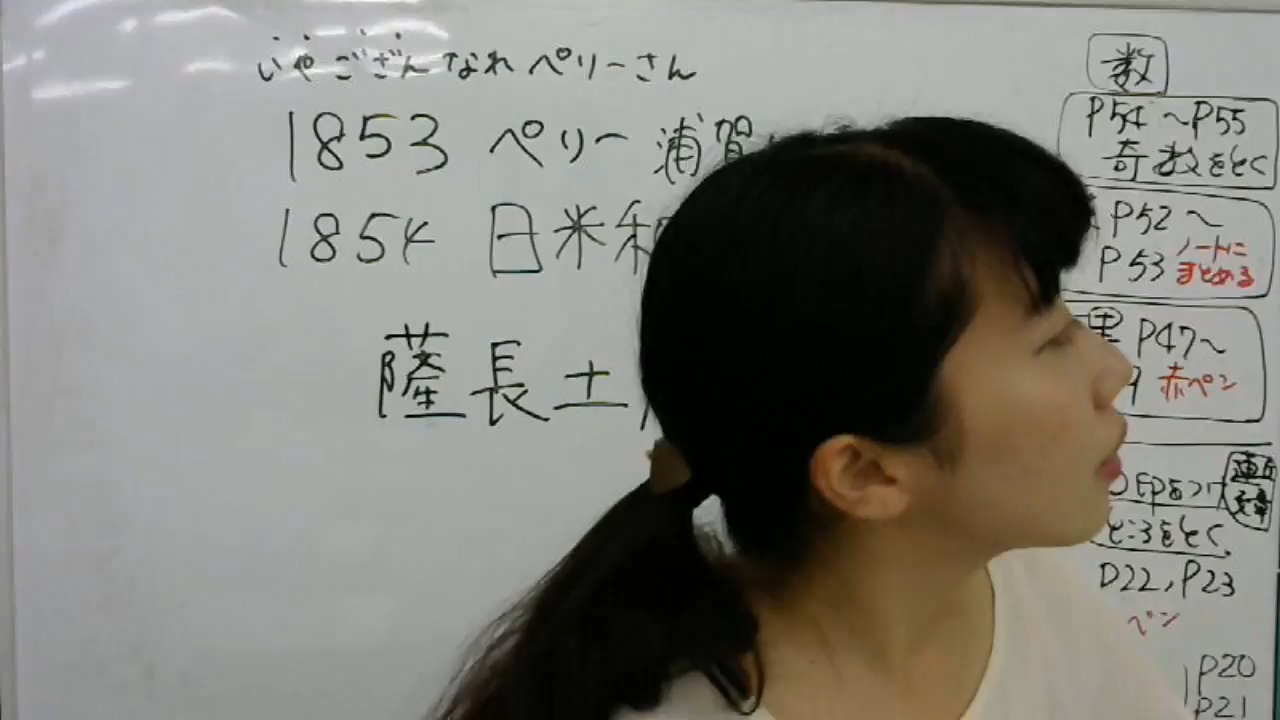 いやござんなれペリーさん
1853 ペリー 浦賀
1854 日米和
薩長土
数
P54 ~P55
奇数をとく
P52~
P53 ノートに
まとめる
P47~
赤ペン
印をつけ
ところをとく
P22,P23
ペン
P20
P21